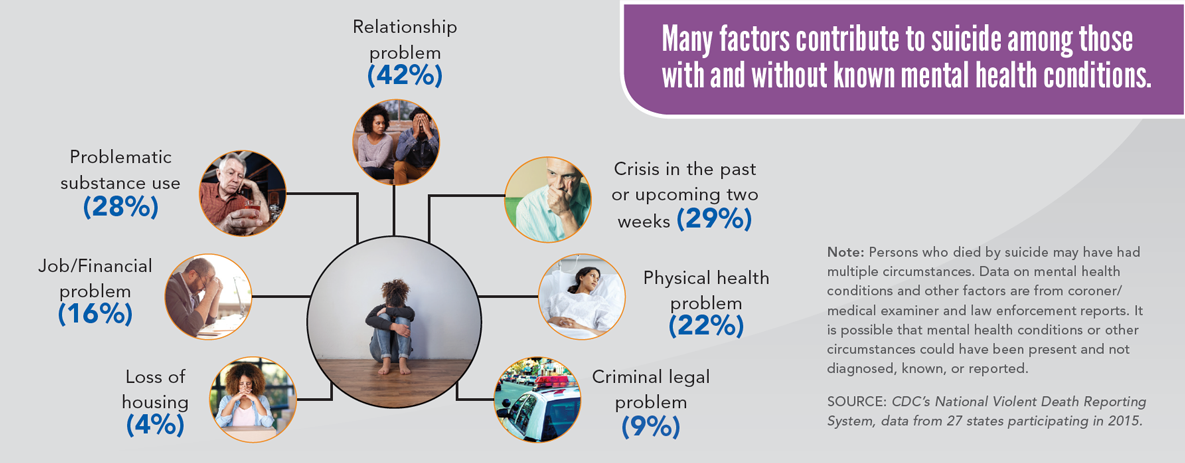 Many factors contribute to suicide among those
with and without known mental health conditions.
Relationship
problem
(42%)
Problematic
substance use
(28%)
Crisis in the past
or upcoming two
weeks (29%)
Job/Financial
problem
(16%)
Physical health
problem
(22%)
Loss of
housing
(4%)
Criminal legal
problem
(9%)
Note: Persons who died by suicide may have had
multiple circumstances. Data on mental health
conditions and other factors are from coroner/
medical examiner and law enforcement reports. It
is possible that mental health conditions or other
circumstances could have been present and not
diagnosed, known, or reported.
SOURCE: CDC's National Violent Death Reporting
System, data from 27 states participating in 2015.